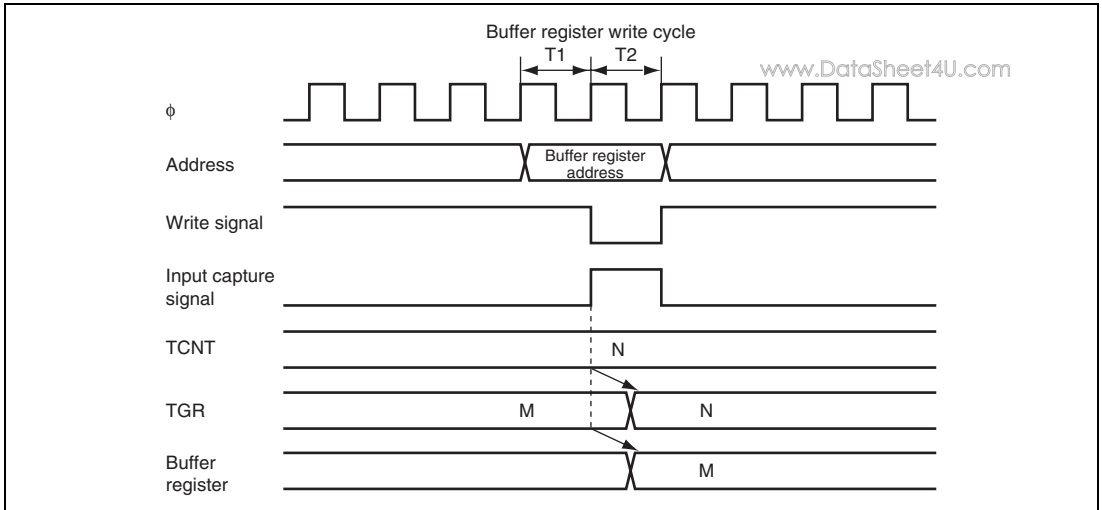 Buffer register write cycle
T1 T2
www.DataSheet4U.com
ϕ
Address
Buffer register
address
Write signal
Input capture
signal
TCNT
N
TGR
M N
Buffer
register
M